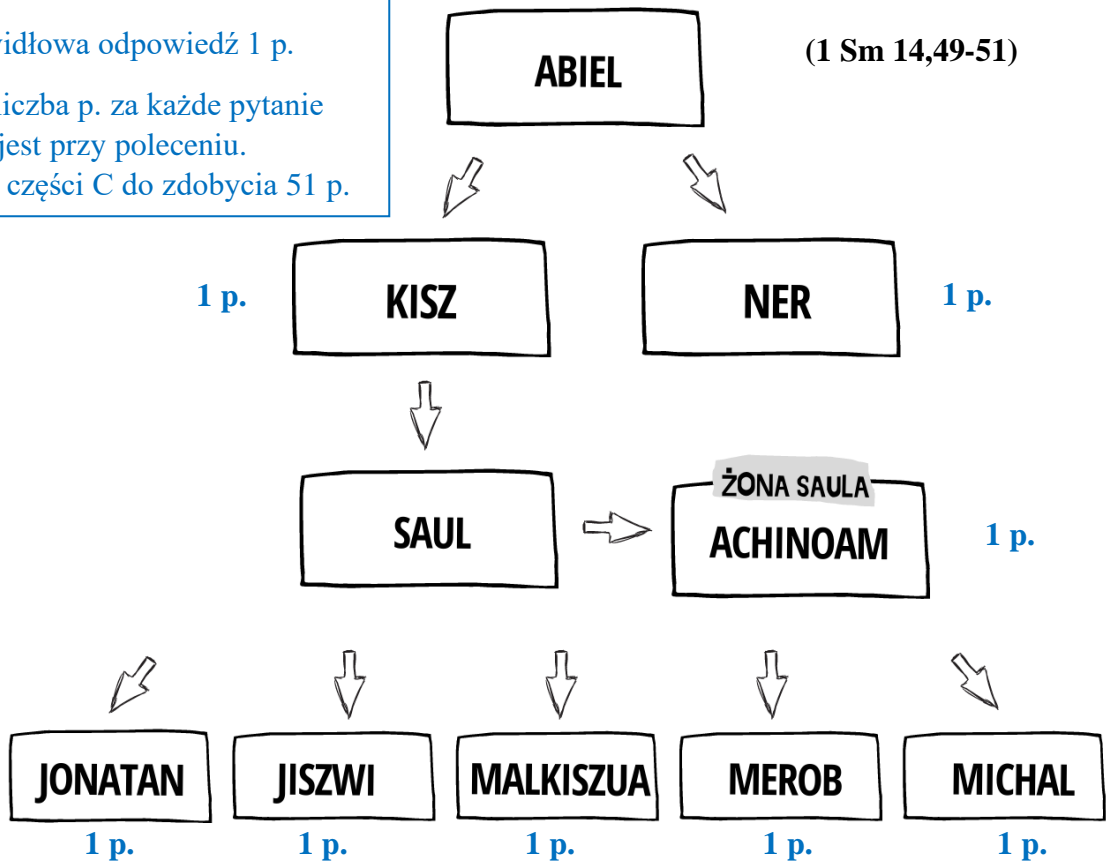 widłowa odpowiedź 1 p.
liczba p. za każde pytanie
jest przy poleceniu.
części C do zdobycia 51 p.
(1 Sm 14,49-51)
ABIEL
1 p.
KISZ
NER
1 p.
SAUL
ŻONA SAULA
ACHINOAM
1 p.
JONATAN
JISZWI
MALKISZUA
MEROB
MICHAL
1 p.
1 p.
1 p.
1 p.
1 p.